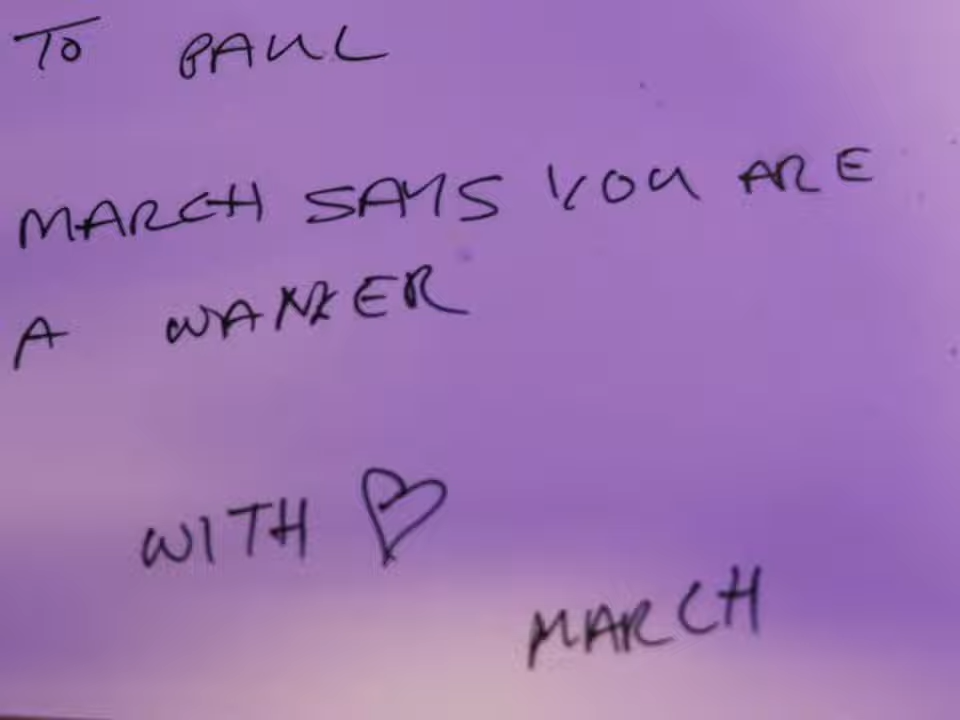 TO PAUL
MARCH SAYS YOU ARE
A WANKER
WITH ♡
MARCH